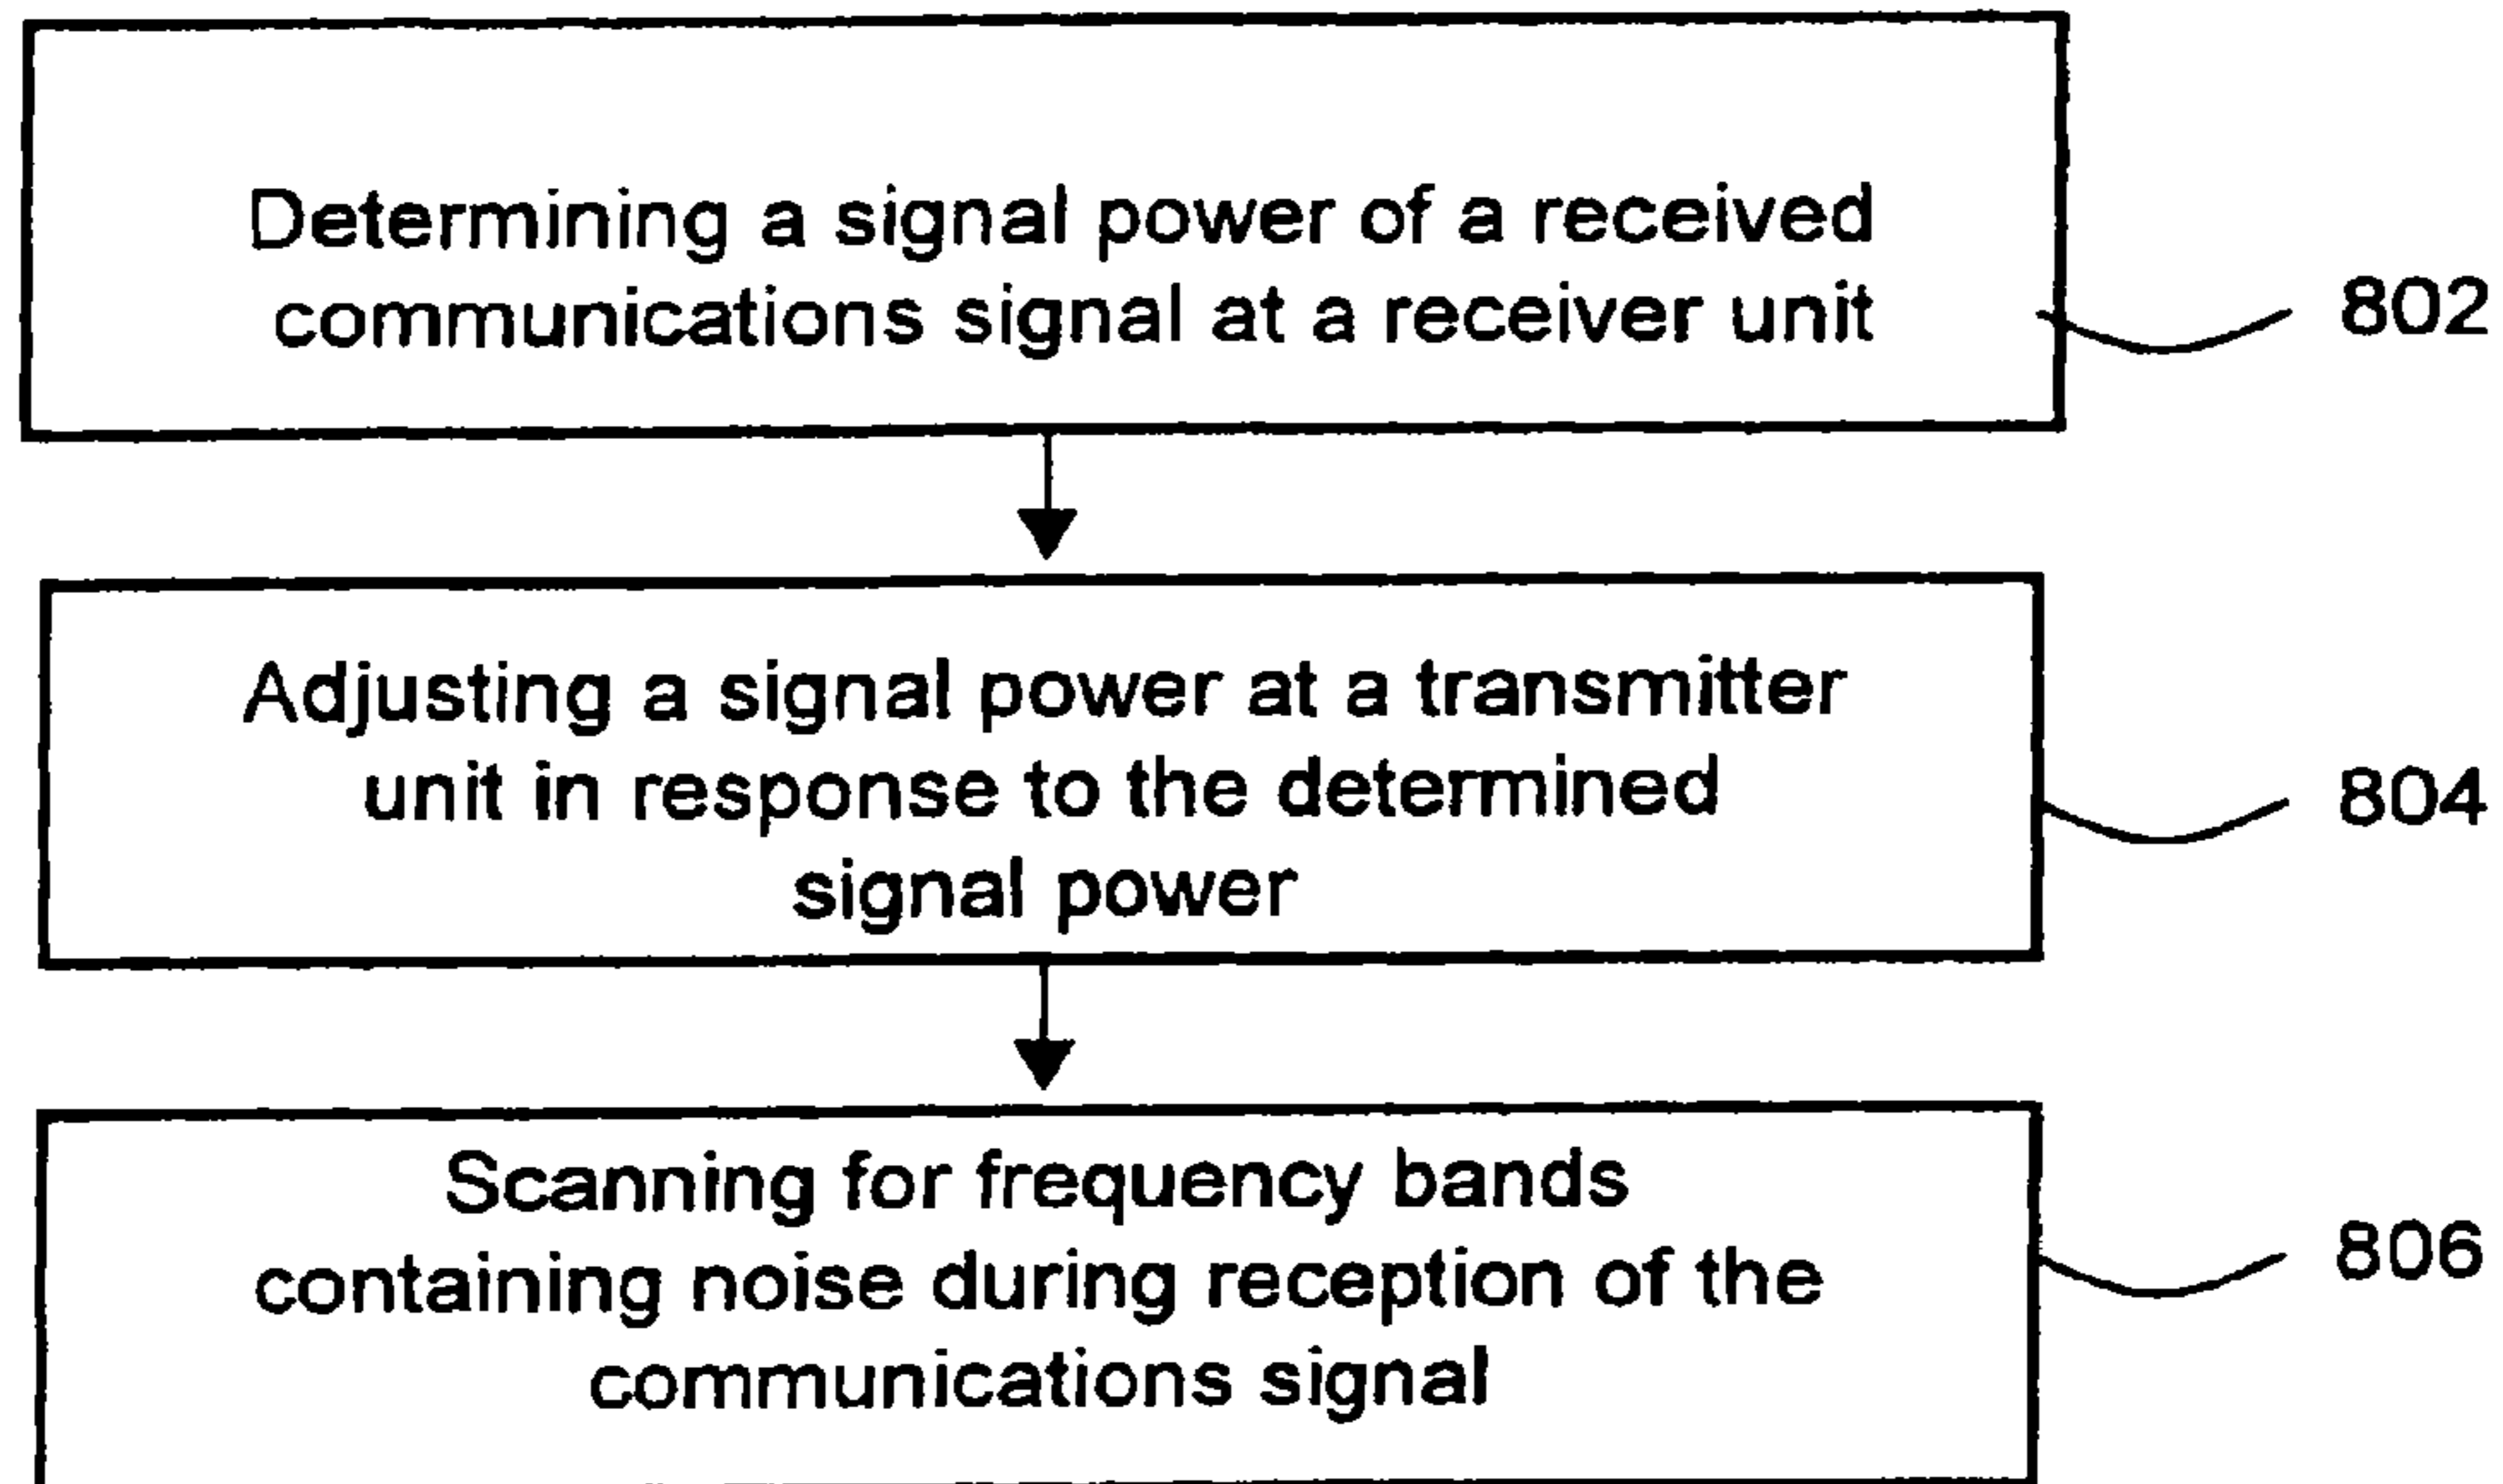 Determining a signal power of a received
communications signal at a receiver unit
802
Adjusting a signal power at a transmitter
unit in response to the determined
signal power
804
Scanning for frequency bands
containing noise during reception of the
communications signal
806